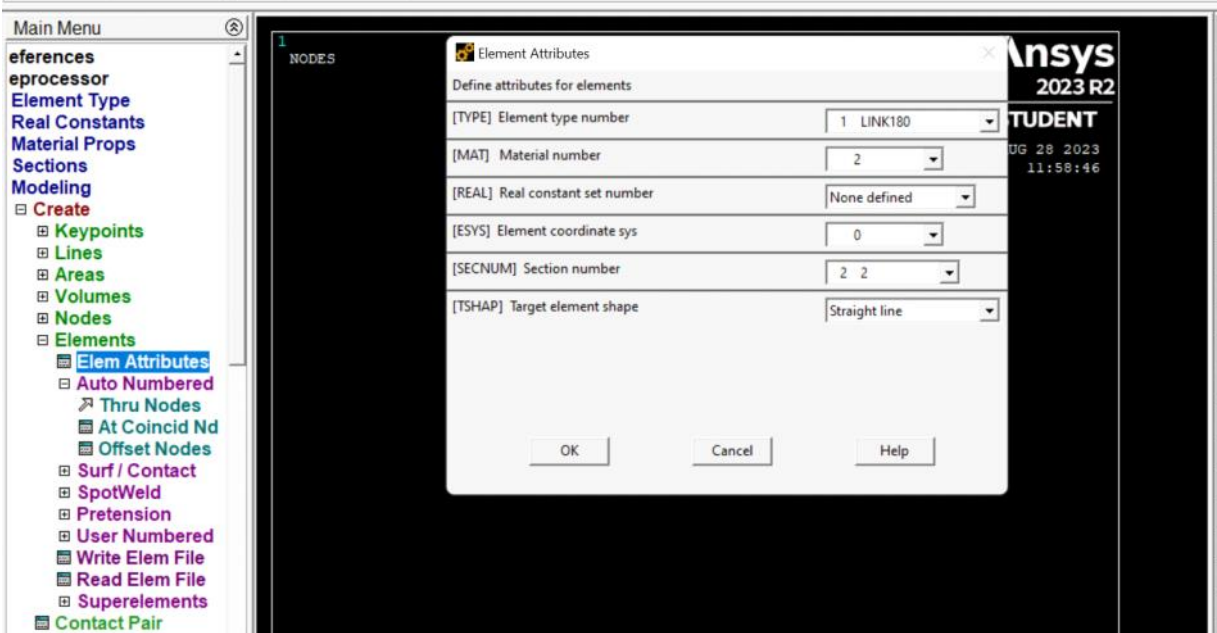 Main Menu
eferences
eprocessor
Element Type
Real Constants
Material Props
Sections
Modeling
Create
Keypoints
Lines
Areas
Volumes
Nodes
Elements
Elem Attributes
Auto Numbered
Thru Nodes
At Coincid Nd
Offset Nodes
Surf / Contact
SpotWeld
Pretension
User Numbered
Write Elem File
Read Elem File
Superelements
Contact Pair
1
NODES
Element Attributes
Define attributes for elements
[TYPE] Element type number 1 LINK180
[MAT] Material number 2
[REAL] Real constant set number None defined
[ESYS] Element coordinate sys 0
[SECNUM] Section number 2 2
[TSHAP] Target element shape Straight line
OK Cancel Help
Ansys
2023 R2
STUDENT
UG 28 2023
11:58:46